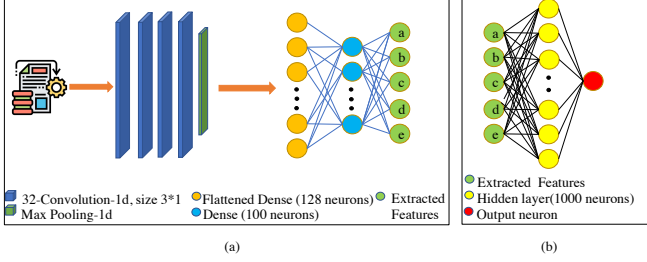 a
b
c
d
e
32-Convolution-1d, size 3*1
Max Pooling-1d
Flattened Dense (128 neurons)
Dense (100 neurons)
Extracted
Features
(a)
a
b
c
d
e
Extracted Features
Hidden layer(1000 neurons)
Output neuron
(b)